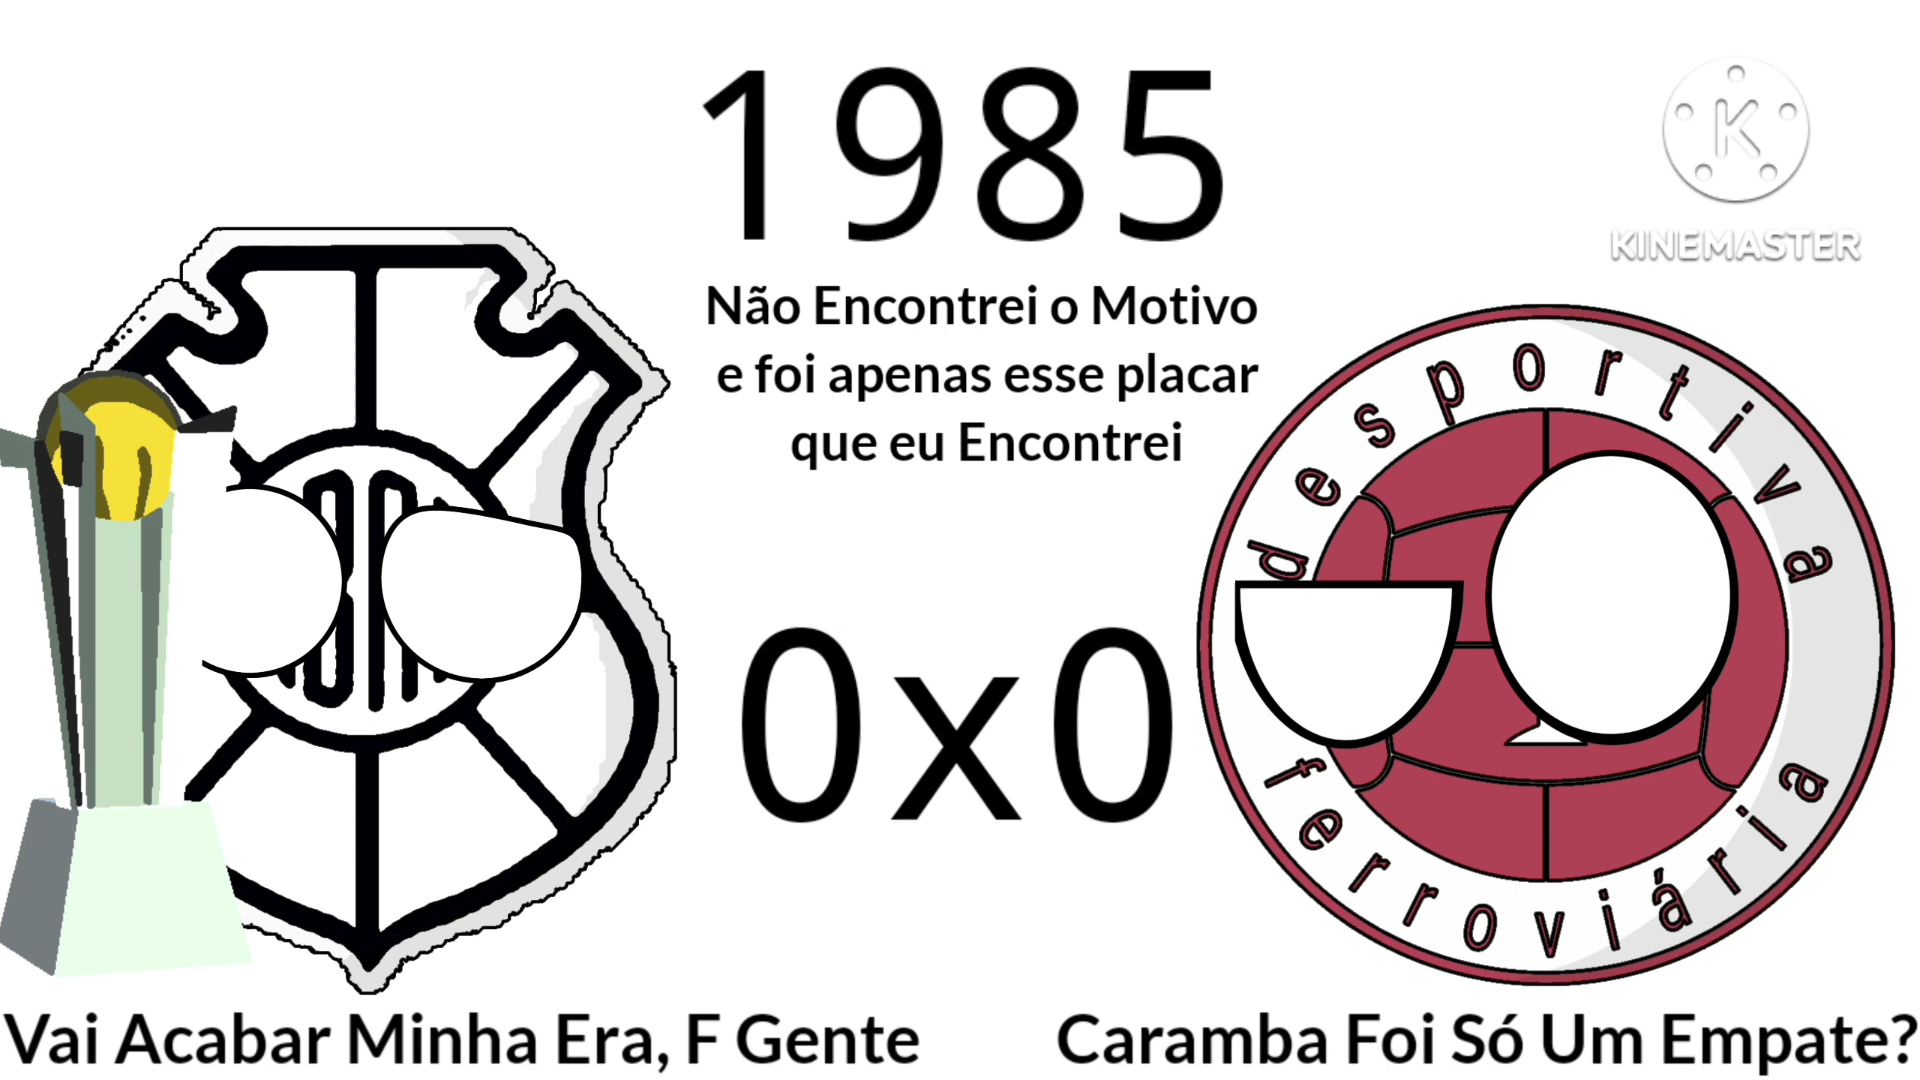 1985
K
KINEMASTER
Não Encontrei o Motivo
e foi apenas esse placar
que eu Encontrei
desportiva
ferroviária
0x0
Vai Acabar Minha Era, F Gente
Caramba Foi Só Um Empate?